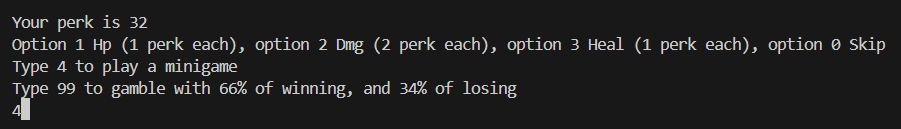 Your perk is 32
Option 1 Hp (1 perk each), option 2 Dmg (2 perk each), option 3 Heal (1 perk each), option 0 Skip
Type 4 to play a minigame
Type 99 to gamble with 66% of winning, and 34% of losing
4